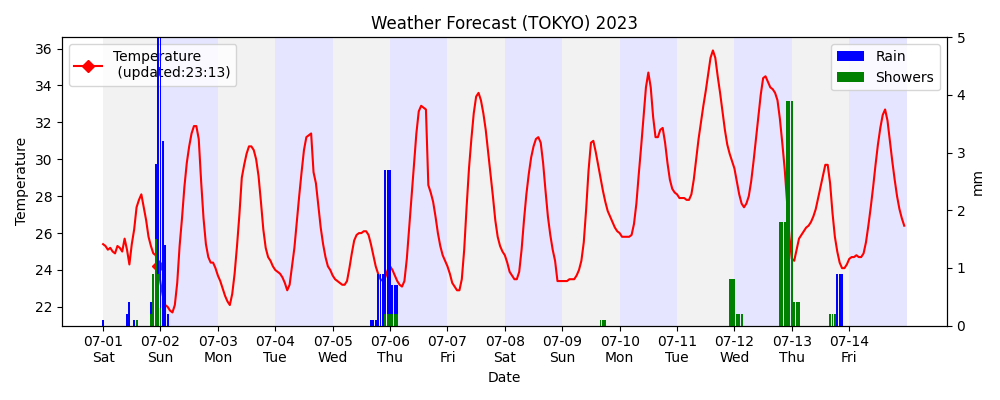 Weather Forecast (TOKYO) 2023
Temperature
(updated:23:13)
Rain
Showers
36
34
32
30
28
26
24
22
Temperature
5
4
3
2
1
0
mm
07-01 07-02 07-03 07-04 07-05 07-06 07-07 07-08 07-09 07-10 07-11 07-12 07-13 07-14
Sat Sun Mon Tue Wed Thu Fri Sat Sun Mon Tue Wed Thu Fri
Date